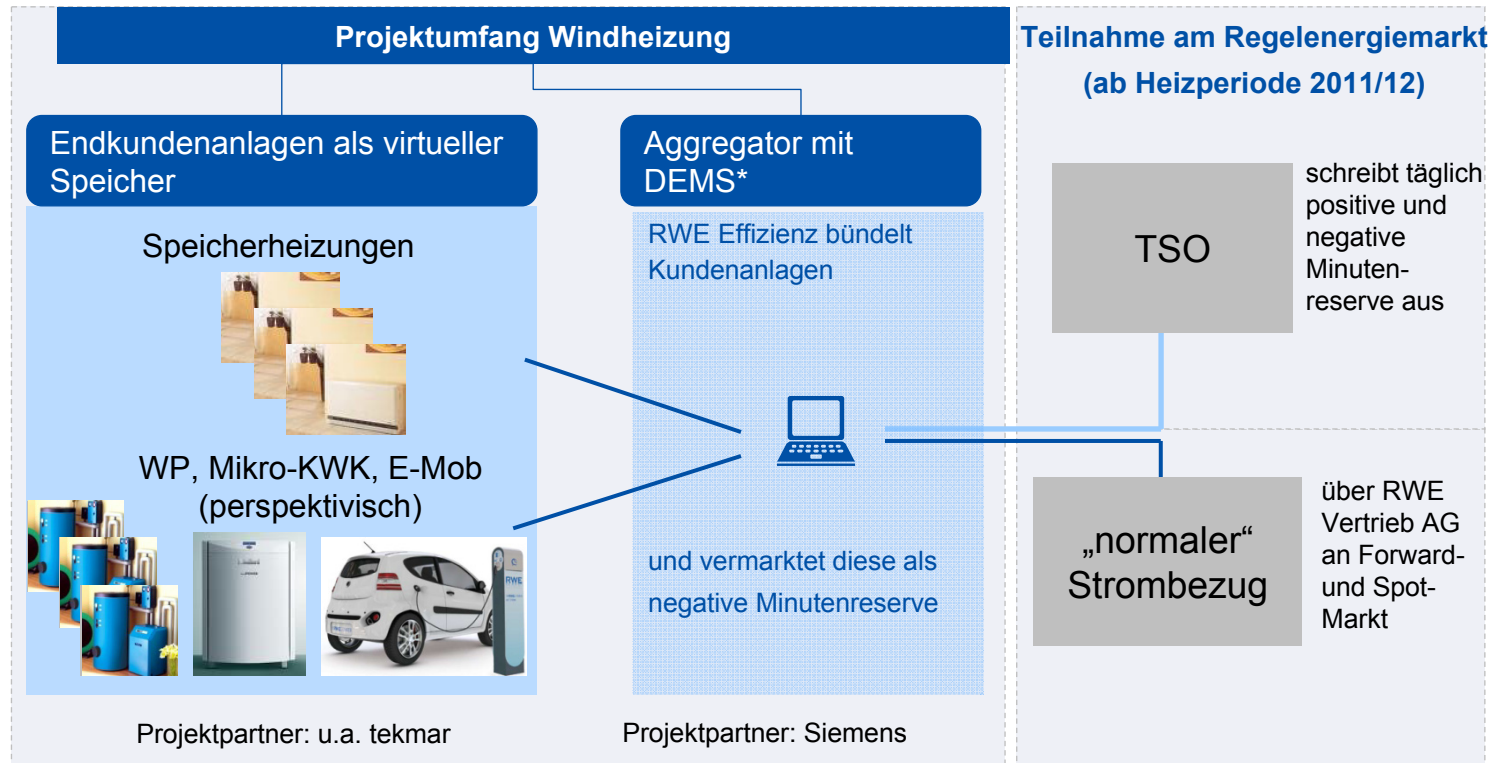 Projektumfang Windheizung
Endkundenanlagen als virtueller
Speicher
Speicherheizungen
WP, Mikro-KWK, E-Mob
(perspektivisch)
RWE
Projektpartner: u.a. tekmar
Aggregator mit
DEMS*
RWE Effizienz bündelt
Kundenanlagen
und vermarktet diese als
negative Minutenreserve
Projektpartner: Siemens
Teilnahme am Regelenergiemarkt
(ab Heizperiode 2011/12)
TSO
schreibt täglich
positive und
negative
Minuten-
reserve aus
„normaler“
Strombezug
über RWE
Vertrieb AG
an Forward-
und Spot-
Markt